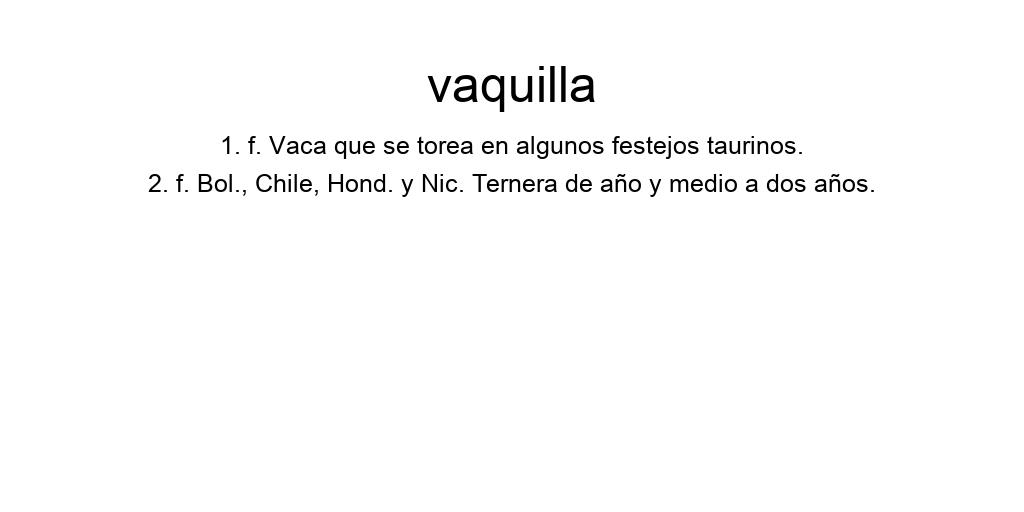 vaquilla
1. f. Vaca que se torea en algunos festejos taurinos.
2. f. Bol., Chile, Hond. y Nic. Ternera de año y medio a dos años.